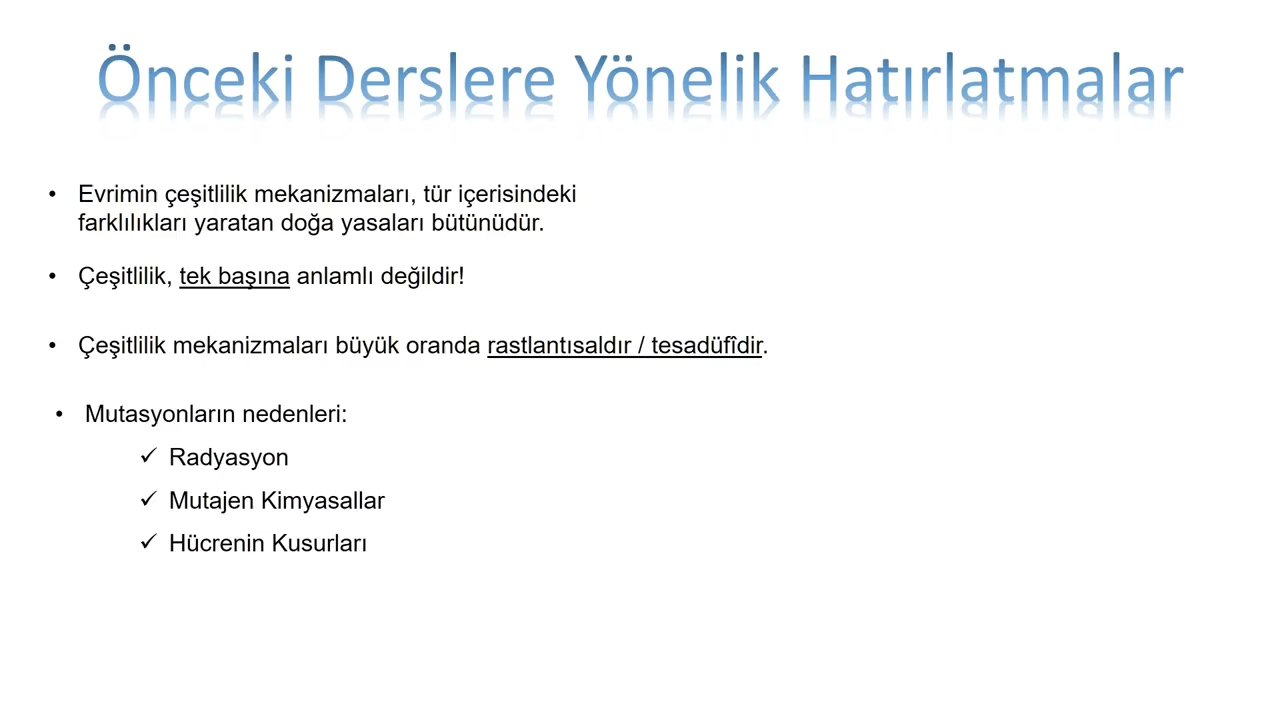 Önceki Derslere Yönelik Hatırlatmalar
• Evrimin çeşitlilik mekanizmaları, tür içerisindeki
farklılıkları yaratan doğa yasaları bütünüdür.
• Çeşitlilik, tek başına anlamlı değildir!
• Çeşitlilik mekanizmaları büyük oranda rastlantısaldır / tesadüfîdir.
• Mutasyonların nedenleri:
✓ Radyasyon
✓ Mutajen Kimyasallar
✓ Hücrenin Kusurları